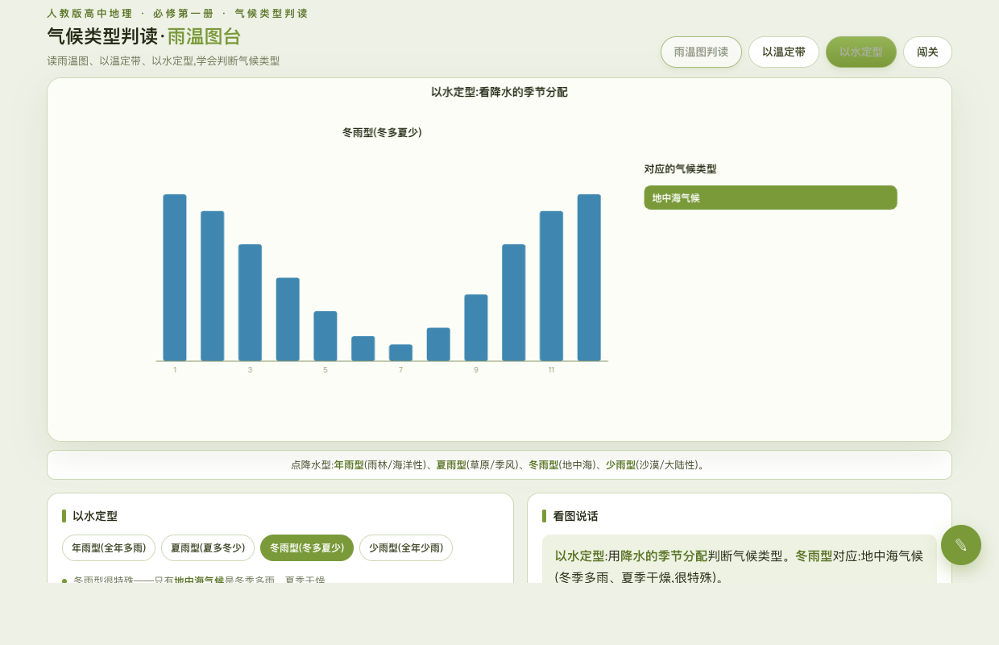 人教版高中地理 · 必修第一册 · 气候类型判读
气候类型判读·雨温图台
读雨温图、以温定带、以水定型,学会判断气候类型
雨温图判读
以温定带
以水定型
闯关
以水定型:看降水的季节分配
冬雨型(冬多夏少)
对应的气候类型
地中海气候
1 3 5 7 9 11
点降水型:年雨型(雨林/海洋性)、夏雨型(草原/季风)、冬雨型(地中海)、少雨型(沙漠/大陆性)。
以水定型
年雨型(全年多雨)
夏雨型(夏多冬少)
冬雨型(冬多夏少)
少雨型(全年少雨)
冬雨型很特殊——只有地中海气候是冬季多雨、夏季干燥
看图说话
以水定型:用降水的季节分配判断气候类型。冬雨型对应:地中海气候
(冬季多雨、夏季干燥,很特殊)。